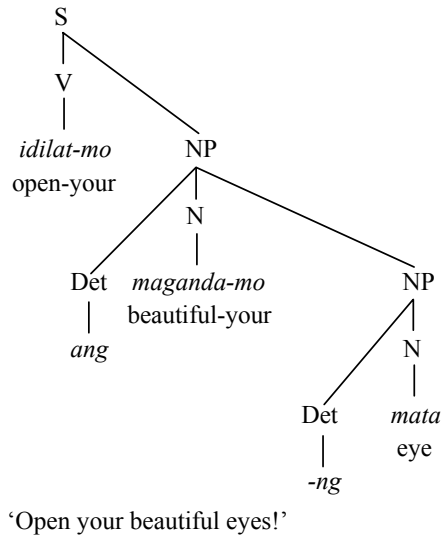 S
V
idilat-mo
open-your
NP
N
Det
maganda-mo
beautiful-your
NP
ang
N
Det
mata
eye
-ng
‘Open your beautiful eyes!’